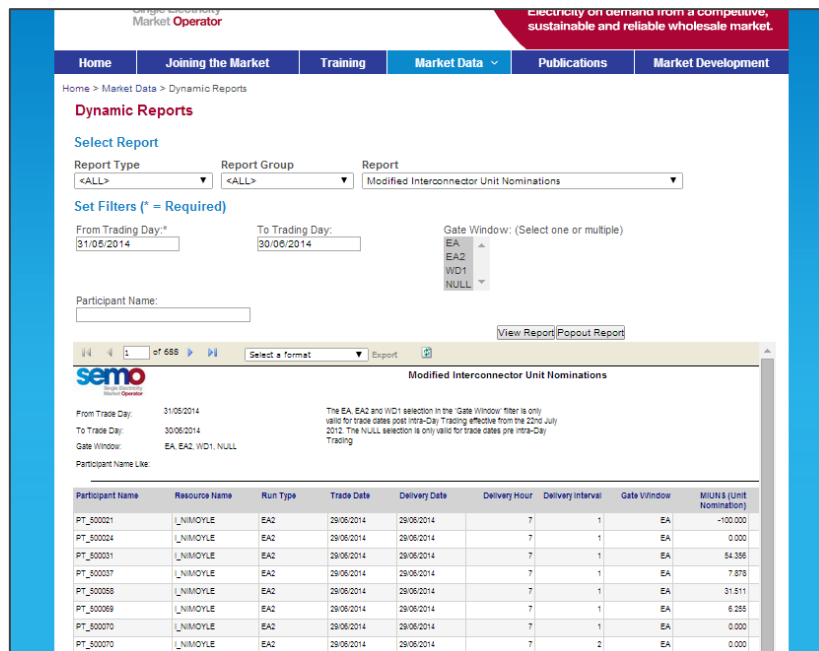 Single Electricity
Market Operator
Electricity on demand from a competitive,
sustainable and reliable wholesale market.
Home Joining the Market Training Market Data Publications Market Development
Home > Market Data > Dynamic Reports
Dynamic Reports
Select Report
Report Type Report Group Report
<ALL> <ALL> Modified Interconnector Unit Nominations
Set Filters (* = Required)
From Trading Day:* To Trading Day: Gate Window: (Select one or multiple)
31/05/2014 30/06/2014 EA
EA2
WD1
NULL
Participant Name:
View Report Popout Report
1 of 688 Select a format Export
semo
Single Electricity
Market Operator
Modified Interconnector Unit Nominations
From Trade Day: 31/05/2014 The EA, EA2 and WD1 selection in the 'Gate Window' filter is only
valid for trade dates post Intra-Day Trading effective from the 22nd July
To Trade Day: 30/06/2014 2012. The NULL selection is only valid for trade dates pre Intra-Day
Trading
Gate Window: EA, EA2, WD1, NULL
Participant Name Like:
Participant Name Resource Name Run Type Trade Date Delivery Date Delivery Hour Delivery Interval Gate Window MIUNS (Unit
Nomination)
PT_500021 I_NIMOYLE EA2 29/06/2014 29/06/2014 7 1 EA -100.000
PT_500024 I_NIMOYLE EA2 29/06/2014 29/06/2014 7 1 EA 0.000
PT_500031 I_NIMOYLE EA2 29/06/2014 29/06/2014 7 1 EA 54.356
PT_500037 I_NIMOYLE EA2 29/06/2014 29/06/2014 7 1 EA 7.878
PT_500058 I_NIMOYLE EA2 29/06/2014 29/06/2014 7 1 EA 31.511
PT_500069 I_NIMOYLE EA2 29/06/2014 29/06/2014 7 1 EA 6.255
PT_500070 I_NIMOYLE EA2 29/06/2014 29/06/2014 7 1 EA 0.000
PT_500070 I_NIMOYLE EA2 29/06/2014 29/06/2014 7 2 EA 0.000